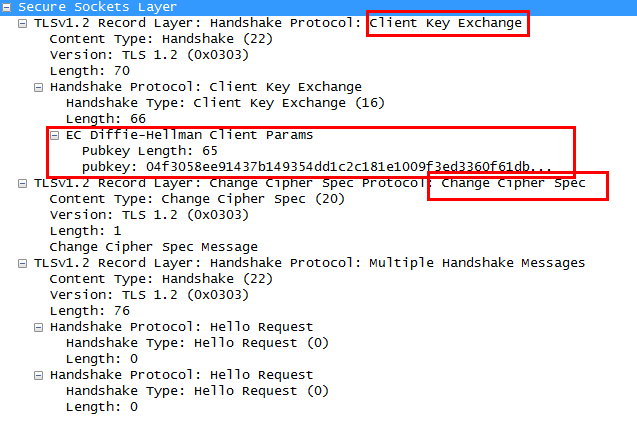 Secure Sockets Layer
TLSv1.2 Record Layer: Handshake Protocol: Client Key Exchange
Content Type: Handshake (22)
Version: TLS 1.2 (0x0303)
Length: 70
Handshake Protocol: Client Key Exchange
Handshake Type: Client Key Exchange (16)
Length: 66
EC Diffie-Hellman Client Params
Pubkey Length: 65
pubkey: 04f3058ee91437b149354dd1c2c181e1009f3ed3360f61db...
TLSv1.2 Record Layer: Change Cipher Spec Protocol: Change Cipher Spec
Content Type: Change Cipher Spec (20)
Version: TLS 1.2 (0x0303)
Length: 1
Change Cipher Spec Message
TLSv1.2 Record Layer: Handshake Protocol: Multiple Handshake Messages
Content Type: Handshake (22)
Version: TLS 1.2 (0x0303)
Length: 76
Handshake Protocol: Hello Request
Handshake Type: Hello Request (0)
Length: 0
Handshake Protocol: Hello Request
Handshake Type: Hello Request (0)
Length: 0